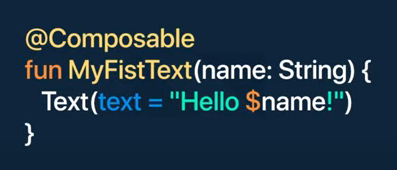 @Composable
fun MyFistText(name: String) {
Text(text = "Hello $name!")
}